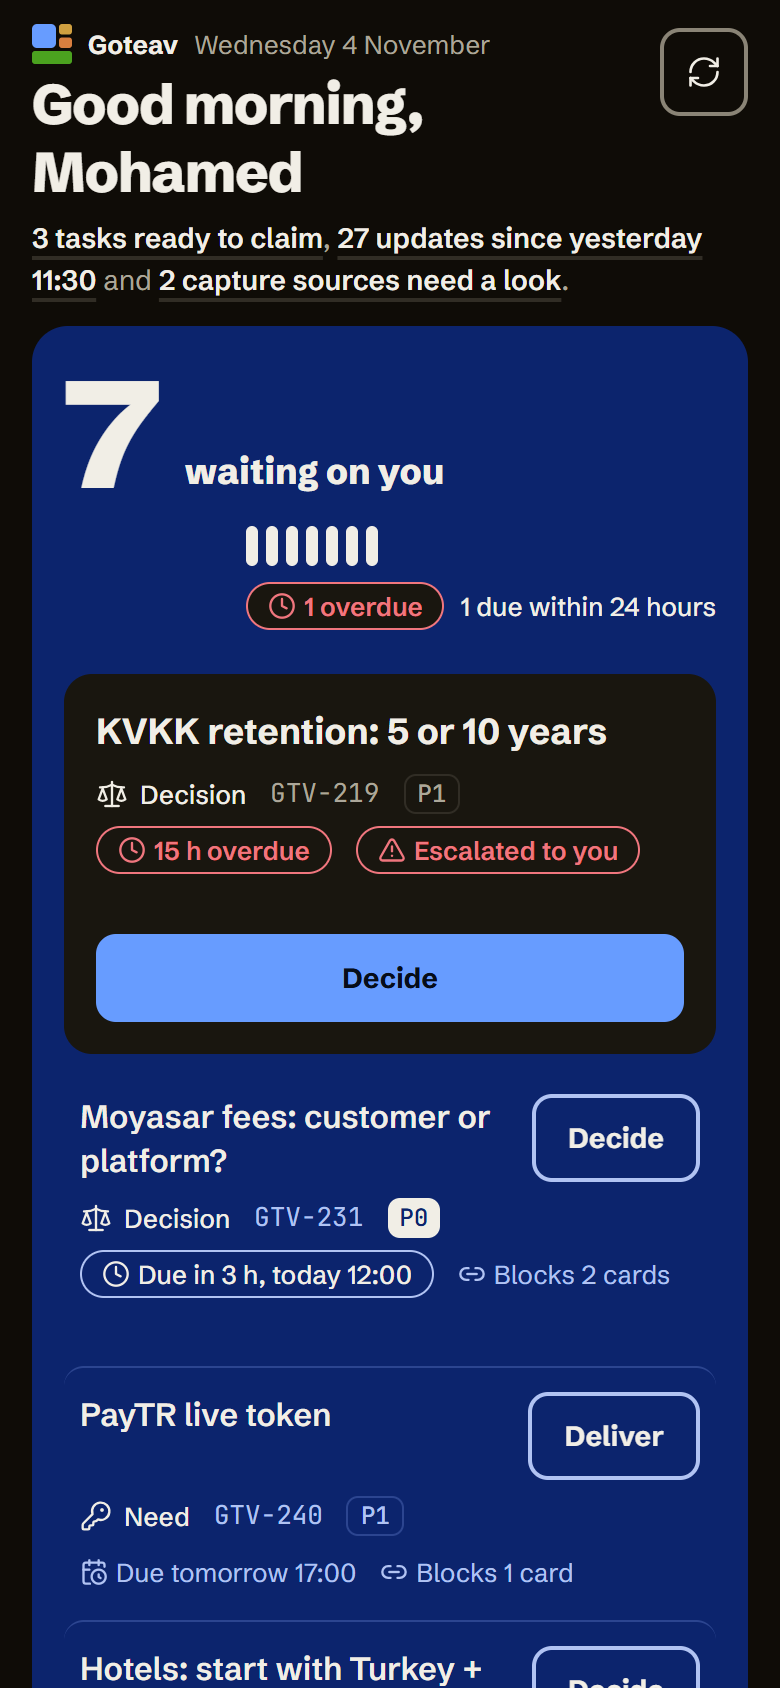 Goteav Wednesday 4 November
Good morning,
Mohamed
3 tasks ready to claim, 27 updates since yesterday
11:30 and 2 capture sources need a look.
7 waiting on you
1 overdue 1 due within 24 hours
KVKK retention: 5 or 10 years
Decision GTV-219 P1
15 h overdue Escalated to you
Decide
Moyasar fees: customer or
platform?
Decide
Decision GTV-231 P0
Due in 3 h, today 12:00 Blocks 2 cards
PayTR live token
Deliver
Need GTV-240 P1
Due tomorrow 17:00 Blocks 1 card
Hotels: start with Turkey +
Decide